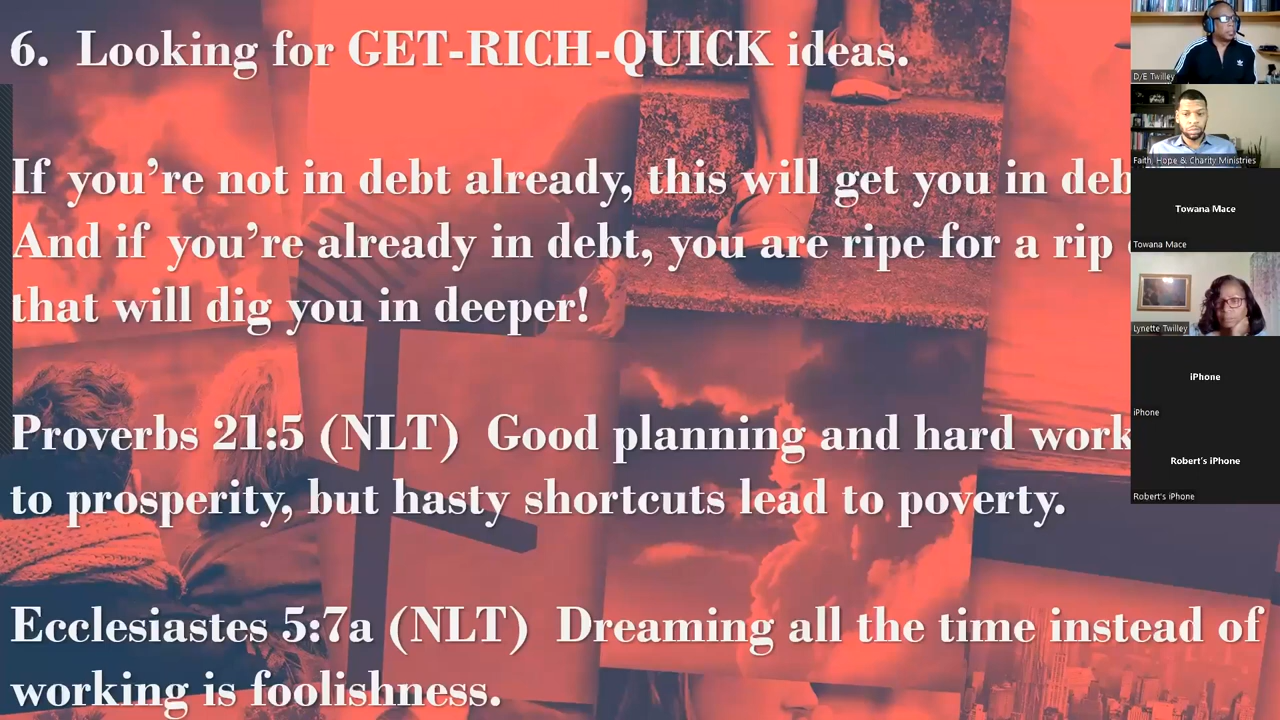 6. Looking for GET-RICH-QUICK ideas.
If you're not in debt already, this will get you in deb
And if you're already in debt, you are ripe for a rip
that will dig you in deeper!
Proverbs 21:5 (NLT) Good planning and hard work
to prosperity, but hasty shortcuts lead to poverty.
Ecclesiastes 5:7a (NLT) Dreaming all the time instead of
working is foolishness.
D/E Twilley
Faith, Hope & Charity Ministries
Towana Mace
Towana Mace
Lynette Twilley
iPhone
iPhone
Robert's iPhone
Robert's iPhone